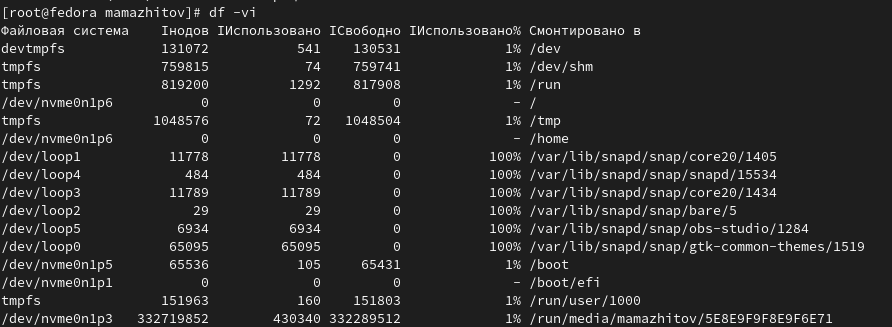 [root@fedora mamazhitov]# df -vi
Файловая система Iнодов IИспользовано IСвободно IИспользовано% Смонтировано в
devtmpfs 131072 541 130531 1% /dev
tmpfs 759815 74 759741 1% /dev/shm
tmpfs 819200 1292 817908 1% /run
/dev/nvme0n1p6 0 0 0 - /
tmpfs 1048576 72 1048504 1% /tmp
/dev/nvme0n1p6 0 0 0 - /home
/dev/loop1 11778 11778 0 100% /var/lib/snapd/snap/core20/1405
/dev/loop4 484 484 0 100% /var/lib/snapd/snap/snapd/15534
/dev/loop3 11789 11789 0 100% /var/lib/snapd/snap/core20/1434
/dev/loop2 29 29 0 100% /var/lib/snapd/snap/bare/5
/dev/loop5 6934 6934 0 100% /var/lib/snapd/snap/obs-studio/1284
/dev/loop0 65095 65095 0 100% /var/lib/snapd/snap/gtk-common-themes/1519
/dev/nvme0n1p5 65536 105 65431 1% /boot
/dev/nvme0n1p1 0 0 0 - /boot/efi
tmpfs 151963 160 151803 1% /run/user/1000
/dev/nvme0n1p3 332719852 430340 332289512 1% /run/media/mamazhitov/5E8E9F9F8E9F6E71